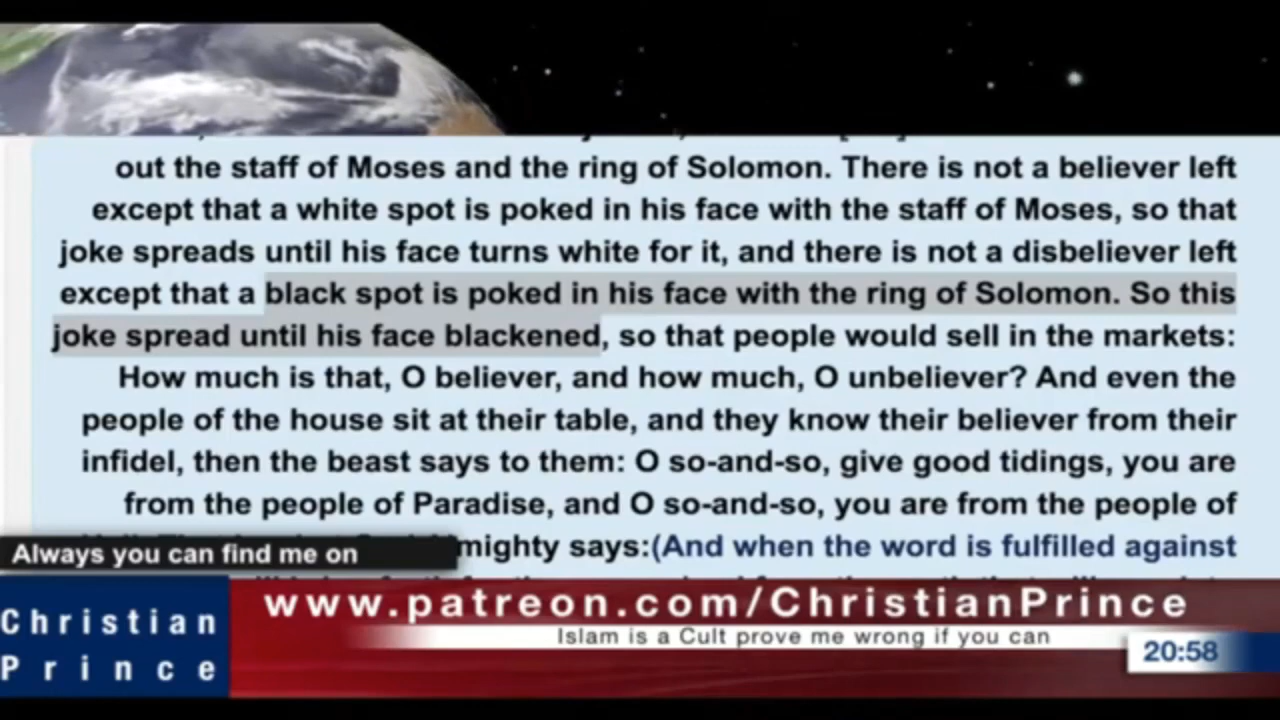 out the staff of Moses and the ring of Solomon. There is not a believer left
except that a white spot is poked in his face with the staff of Moses, so that
joke spreads until his face turns white for it, and there is not a disbeliever left
except that a black spot is poked in his face with the ring of Solomon. So this
joke spread until his face blackened, so that people would sell in the markets:
How much is that, O believer, and how much, O unbeliever? And even the
people of the house sit at their table, and they know their believer from their
infidel, then the beast says to them: O so-and-so, give good tidings, you are
from the people of Paradise, and O so-and-so, you are from the people of
mighty says:(And when the word is fulfilled against
Always you can find me on
www.patreon.com/ChristianPrince
Islam is a Cult prove me wrong if you can
Christian
Prince
20:58